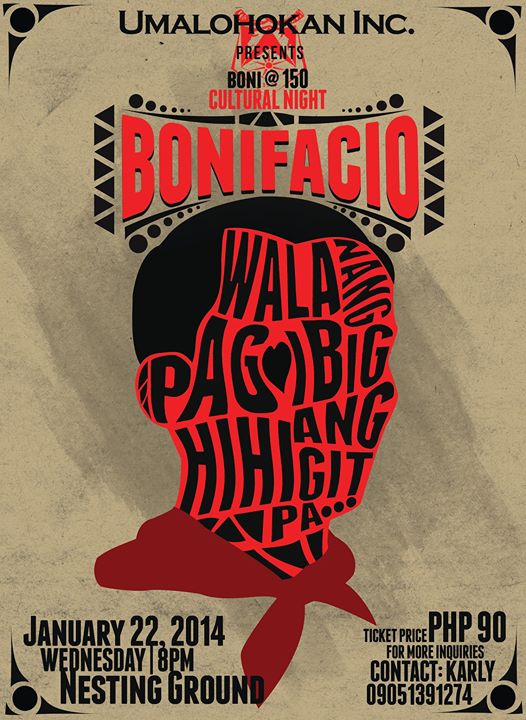 UMALOHOKAN INC.
PRESENTS
BONI @ 150
CULTURAL NIGHT
BONIFACIO
WALA NANG
PAG IBIG
HIHIGIT ANG
PA...
JANUARY 22, 2014
WEDNESDAY | 8PM
NESTING GROUND
TICKET PRICE PHP 90
FOR MORE INQUIRIES
CONTACT: KARLY
09051391274